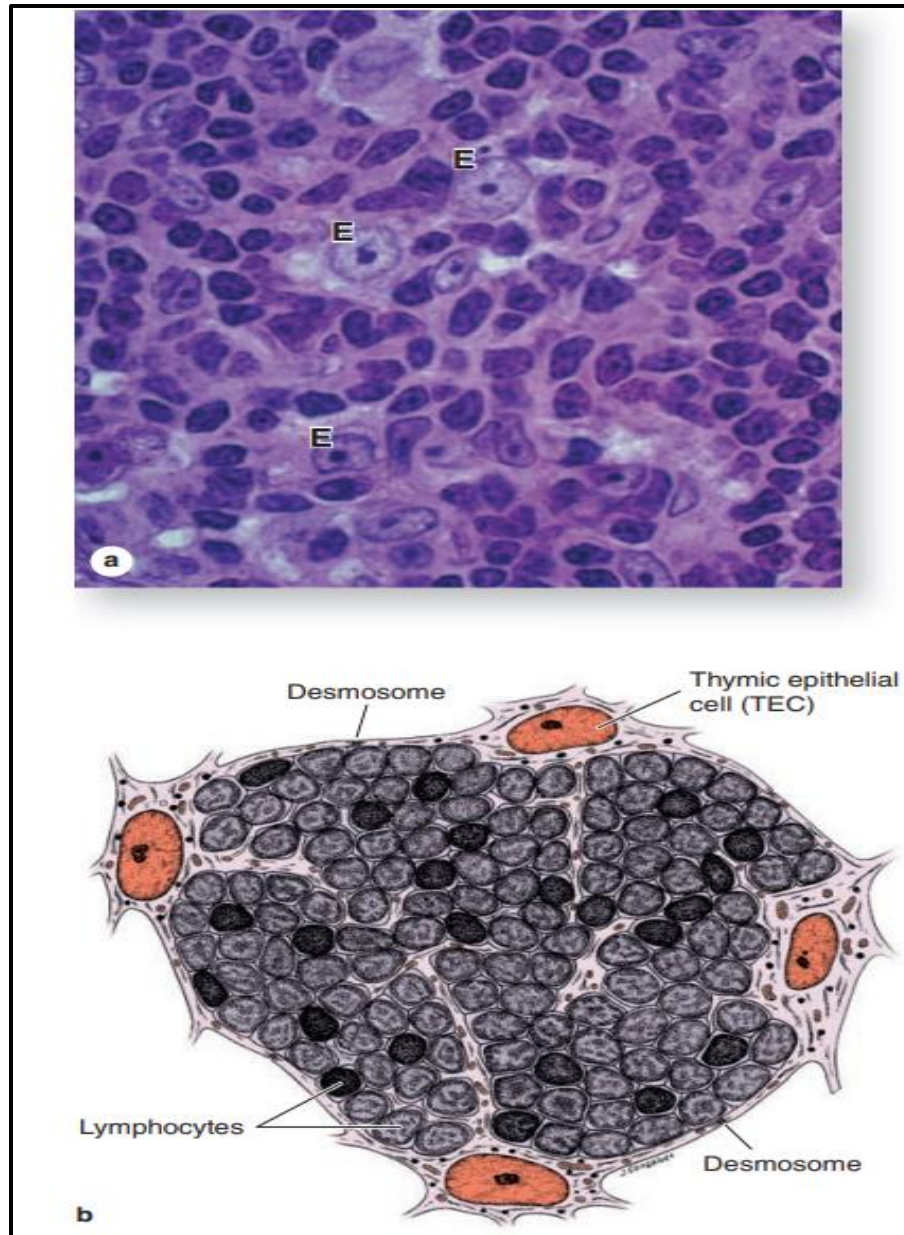 E
E
E
a
Desmosome
Thymic epithelial
cell (TEC)
Lymphocytes
Desmosome
b